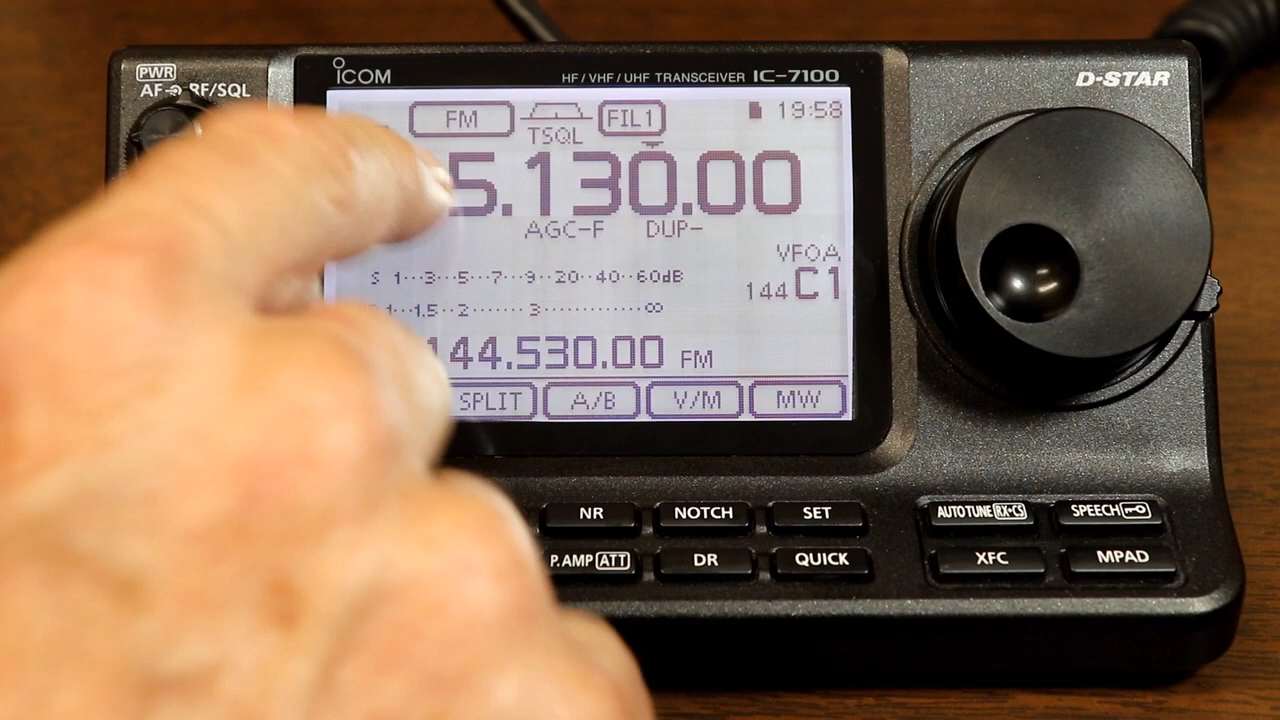 PWR
AF RF/SQL
ICOM HF/VHF/UHF TRANSCEIVER IC-7100 D-STAR
FM FIL1 19:58
TSQL
5.130.00
AGC-F DUP-
VFOA
S 1···3···5···7···9···20··40··60dB
144 C1
1··1.5··2·······3············∞
144.530.00 FM
SPLIT A/B V/M MW
NR NOTCH SET AUTO TUNE RX>CS SPEECH
P.AMP ATT DR QUICK XFC MPAD